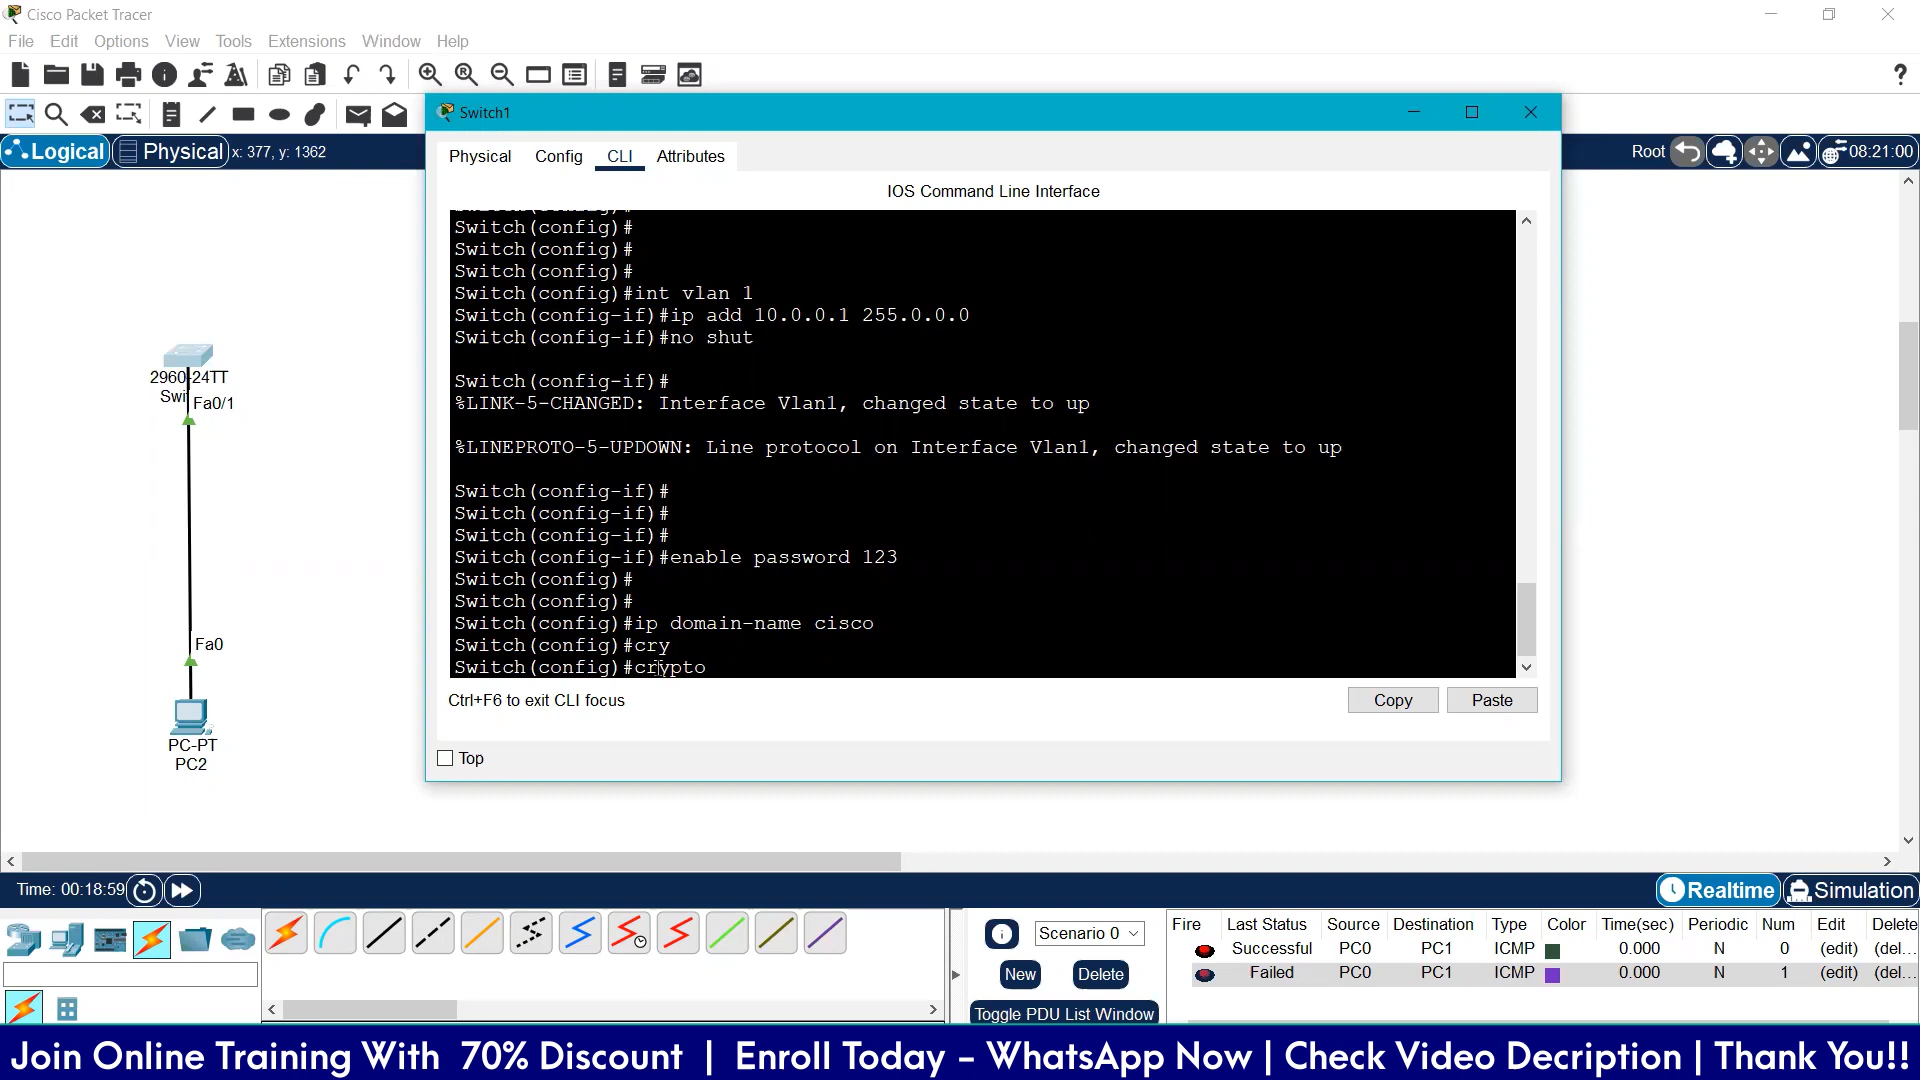 Cisco Packet Tracer
File Edit Options View Tools Extensions Window Help
?
Switch1
Logical Physical x: 377, y: 1362
Root 08:21:00
Physical Config CLI Attributes
IOS Command Line Interface
Switch(config)#
Switch(config)#
Switch(config)#
Switch(config)#int vlan 1
Switch(config-if)#ip add 10.0.0.1 255.0.0.0
Switch(config-if)#no shut
Switch(config-if)#
%LINK-5-CHANGED: Interface Vlan1, changed state to up
%LINEPROTO-5-UPDOWN: Line protocol on Interface Vlan1, changed state to up
Switch(config-if)#
Switch(config-if)#
Switch(config-if)#
Switch(config-if)#enable password 123
Switch(config)#
Switch(config)#
Switch(config)#ip domain-name cisco
Switch(config)#cry
Switch(config)#crypto
Ctrl+F6 to exit CLI focus
Copy Paste
Top
2960-24TT
Swi
Fa0/1
Fa0
PC-PT
PC2
Time: 00:18:59
Realtime Simulation
Scenario 0
New Delete
Toggle PDU List Window
Fire Last Status Source Destination Type Color Time(sec) Periodic Num Edit Delete
Successful PC0 PC1 ICMP 0.000 N 0 (edit) (del...
Failed PC0 PC1 ICMP 0.000 N 1 (edit) (del...
Join Online Training With 70% Discount | Enroll Today – WhatsApp Now | Check Video Decription | Thank You!!